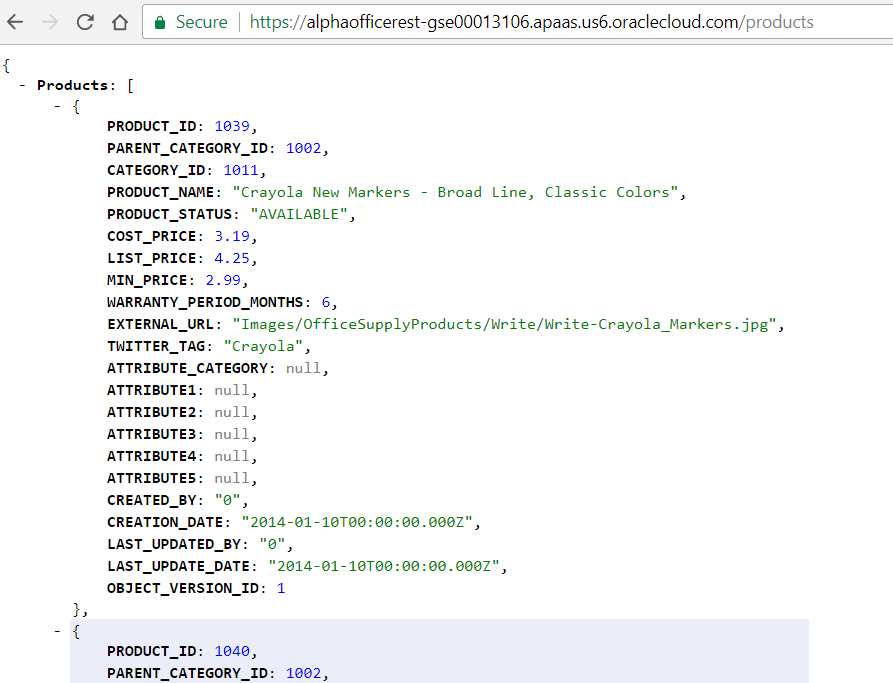 Secure | https://alphaofficerest-gse00013106.apaas.us6.oraclecloud.com/products
{
- Products: [
- {
PRODUCT_ID: 1039,
PARENT_CATEGORY_ID: 1002,
CATEGORY_ID: 1011,
PRODUCT_NAME: "Crayola New Markers - Broad Line, Classic Colors",
PRODUCT_STATUS: "AVAILABLE",
COST_PRICE: 3.19,
LIST_PRICE: 4.25,
MIN_PRICE: 2.99,
WARRANTY_PERIOD_MONTHS: 6,
EXTERNAL_URL: "Images/OfficeSupplyProducts/Write/Write-Crayola_Markers.jpg",
TWITTER_TAG: "Crayola",
ATTRIBUTE_CATEGORY: null,
ATTRIBUTE1: null,
ATTRIBUTE2: null,
ATTRIBUTE3: null,
ATTRIBUTE4: null,
ATTRIBUTE5: null,
CREATED_BY: "0",
CREATION_DATE: "2014-01-10T00:00:00.000Z",
LAST_UPDATED_BY: "0",
LAST_UPDATE_DATE: "2014-01-10T00:00:00.000Z",
OBJECT_VERSION_ID: 1
},
- {
PRODUCT_ID: 1040,
PARENT_CATEGORY_ID: 1002,